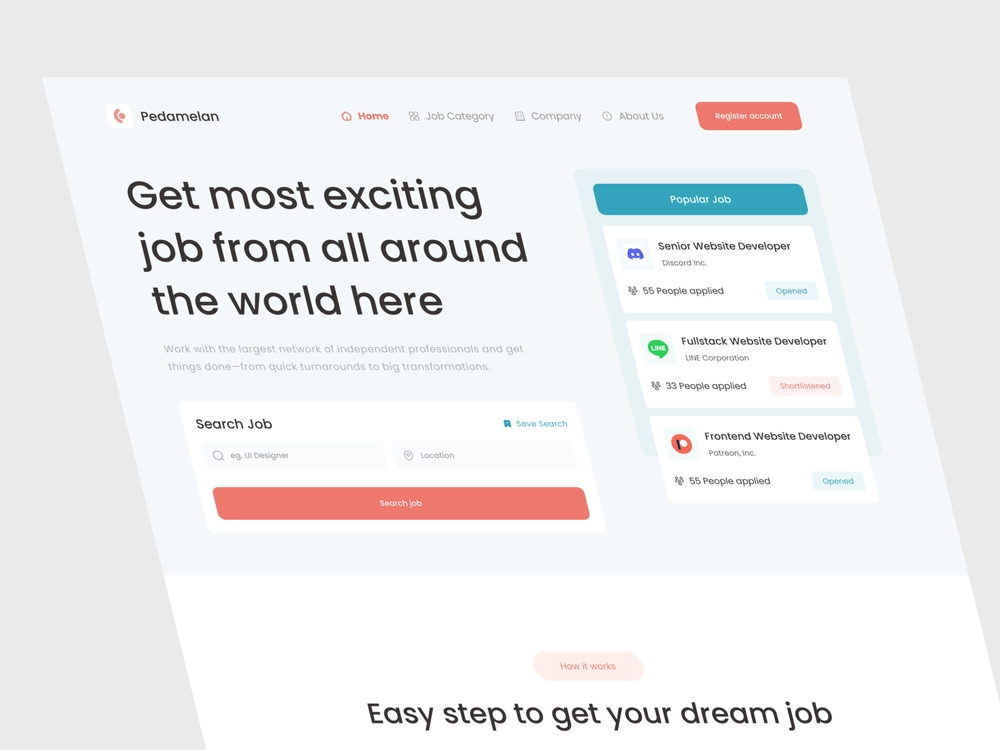 Pedamelan
Home
Job Category
Company
About Us
Register account
Get most exciting
job from all around
the world here
Work with the largest network of independent professionals and get
things done—from quick turnarounds to big transformations.
Search Job
Save Search
eg. UI Designer
Location
Search job
Popular Job
Senior Website Developer
Discord Inc.
55 People applied
Opened
LINE
Fullstack Website Developer
LINE Corporation
33 People applied
Shortlistened
Frontend Website Developer
Patreon, Inc.
55 People applied
Opened
How it works
Easy step to get your dream job